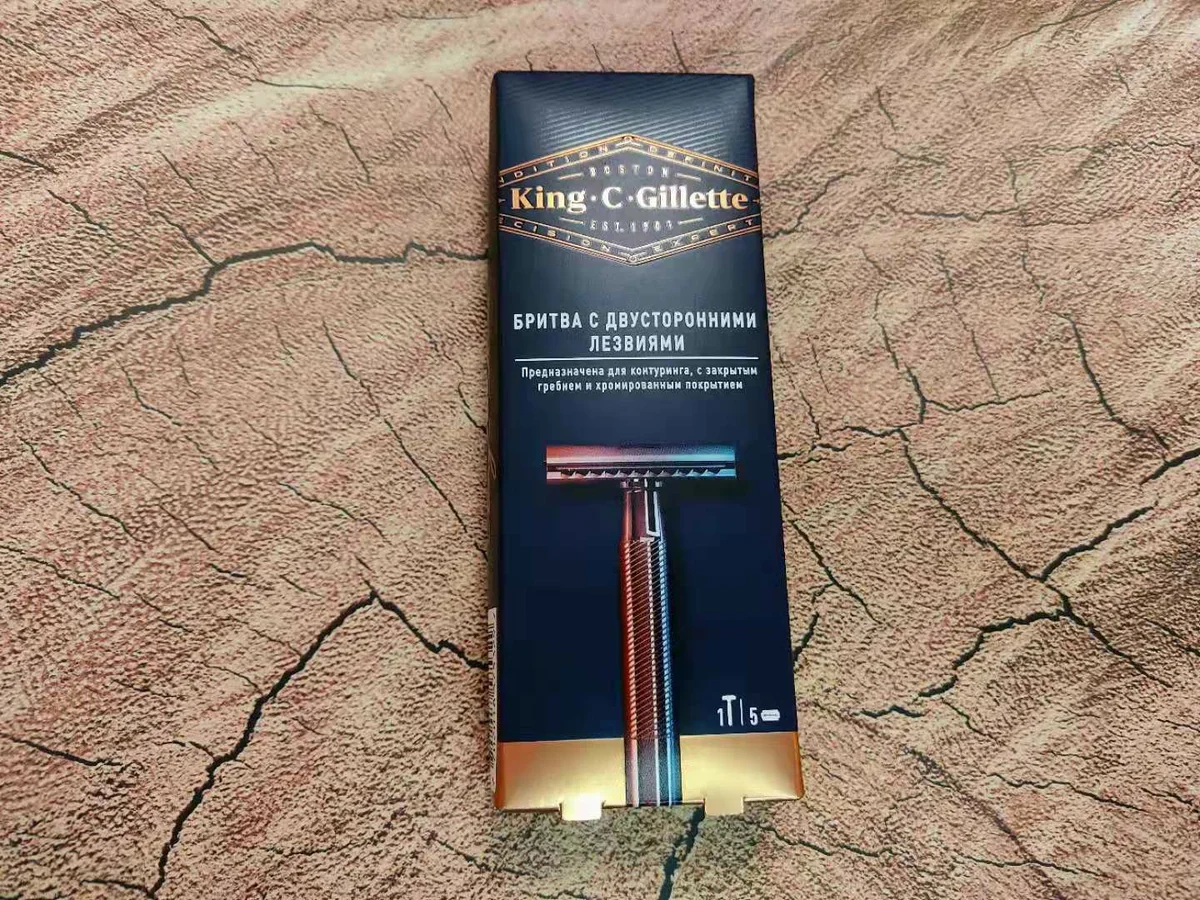 BOSTON
King·C·Gillette
EST. 1901
БРИТВА С ДВУСТОРОННИМИ
ЛЕЗВИЯМИ
Предназначена для контуринга, с закрытым
гребнем и хромированным покрытием
1 5